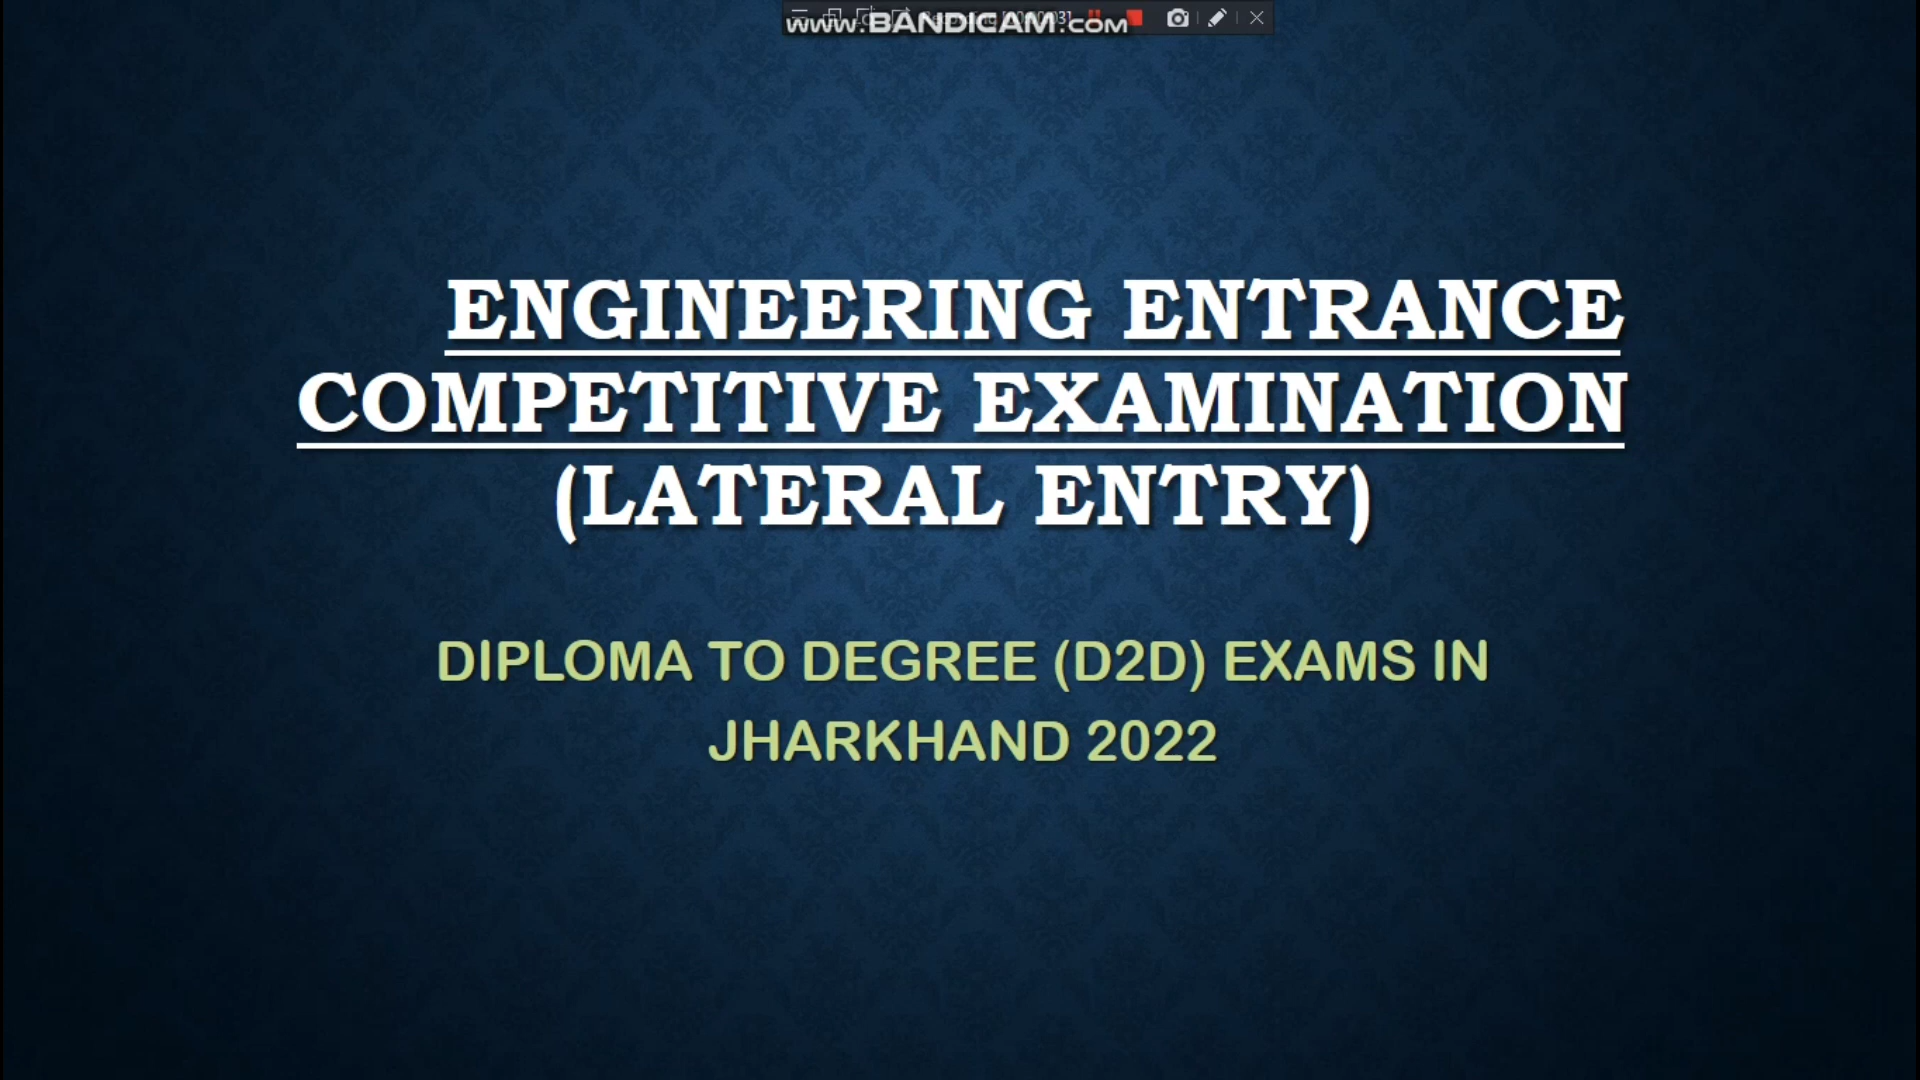 www.BANDICAM.com
ENGINEERING ENTRANCE
COMPETITIVE EXAMINATION
(LATERAL ENTRY)
DIPLOMA TO DEGREE (D2D) EXAMS IN
JHARKHAND 2022